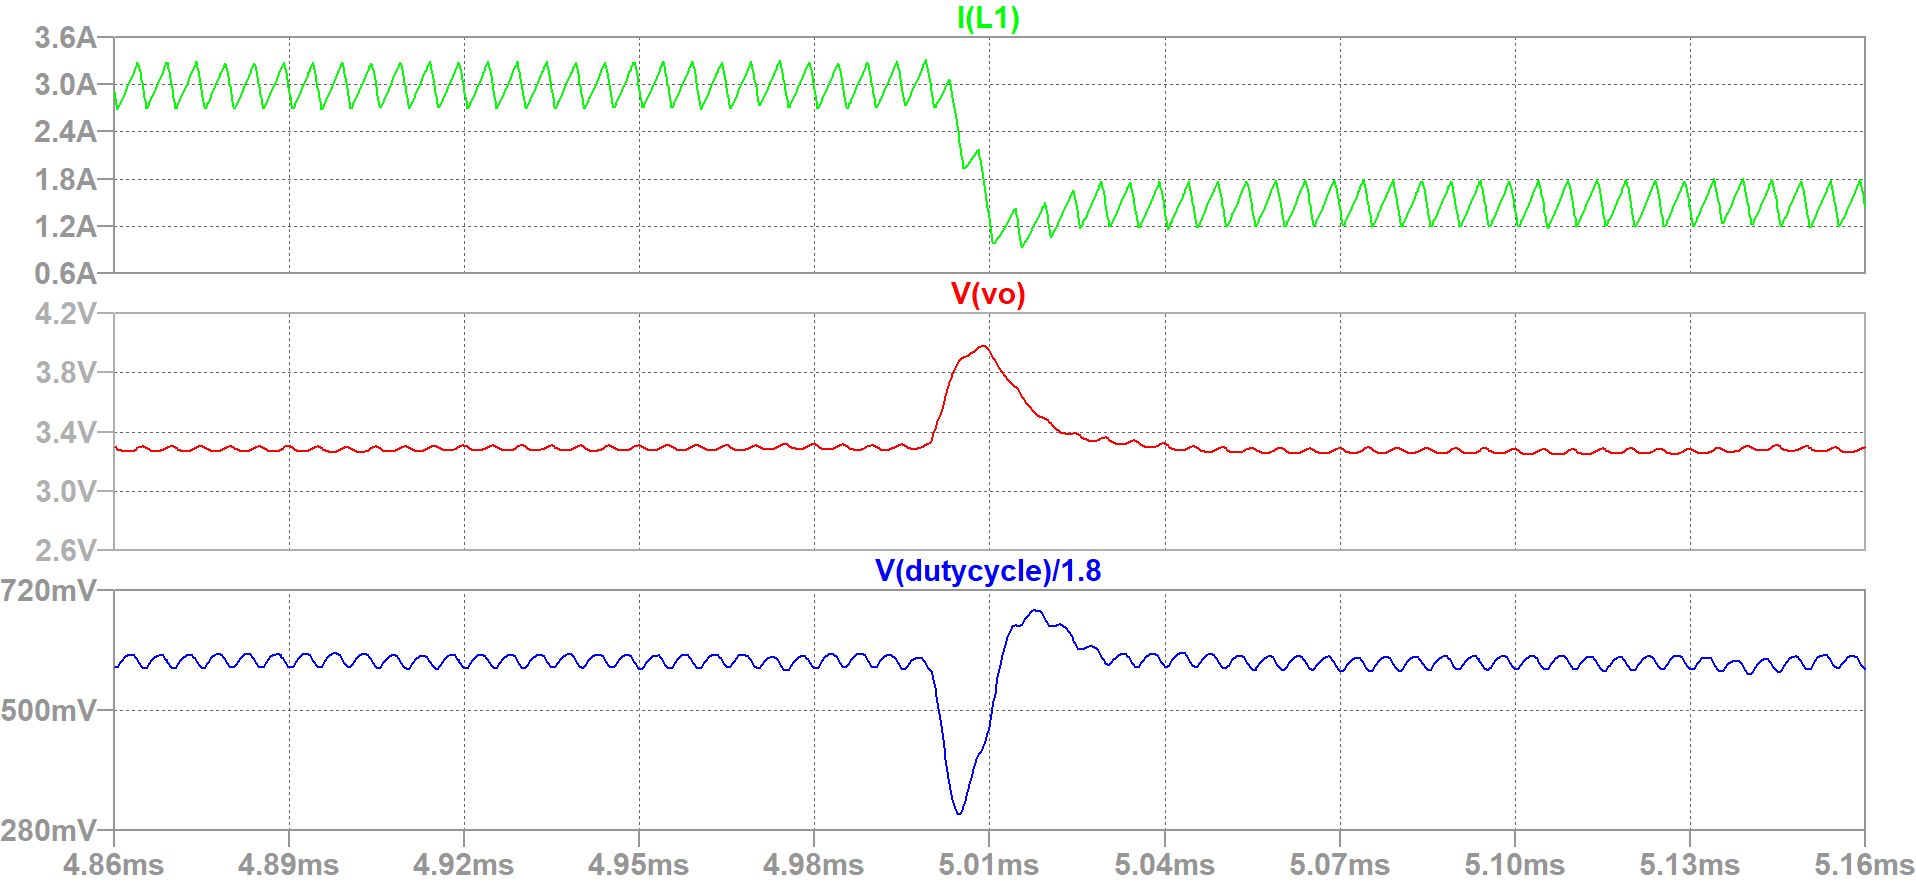 I(L1)
3.6A
3.0A
2.4A
1.8A
1.2A
0.6A
V(vo)
4.2V
3.8V
3.4V
3.0V
2.6V
V(dutycycle)/1.8
720mV
500mV
280mV
4.86ms 4.89ms 4.92ms 4.95ms 4.98ms 5.01ms 5.04ms 5.07ms 5.10ms 5.13ms 5.16ms